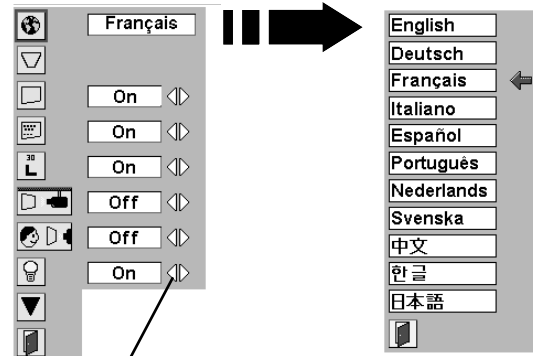 Français
On
On
30
L
On
Off
Off
On
English
Deutsch
Français
Italiano
Español
Português
Nederlands
Svenska
中文
한글
日本語